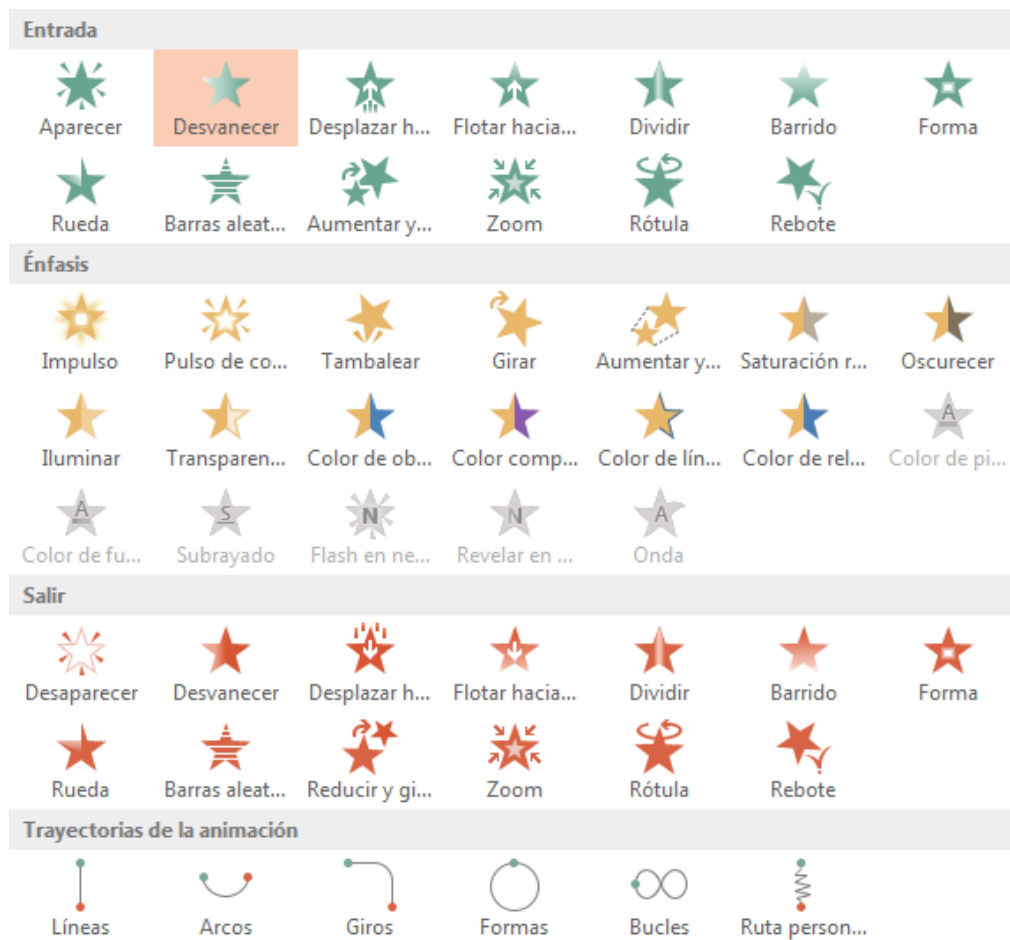 Entrada
Aparecer Desvanecer Desplazar h... Flotar hacia... Dividir Barrido Forma
Rueda Barras aleat... Aumentar y... Zoom Rótula Rebote
Énfasis
Impulso Pulso de co... Tambalear Girar Aumentar y... Saturación r... Oscurecer
Iluminar Transparen... Color de ob... Color comp... Color de lín... Color de rel... Color de pi...
A
A S N N A
Color de fu... Subrayado Flash en ne... Revelar en ... Onda
Salir
Desaparecer Desvanecer Desplazar h... Flotar hacia... Dividir Barrido Forma
Rueda Barras aleat... Reducir y gi... Zoom Rótula Rebote
Trayectorias de la animación
Líneas Arcos Giros Formas Bucles Ruta person...